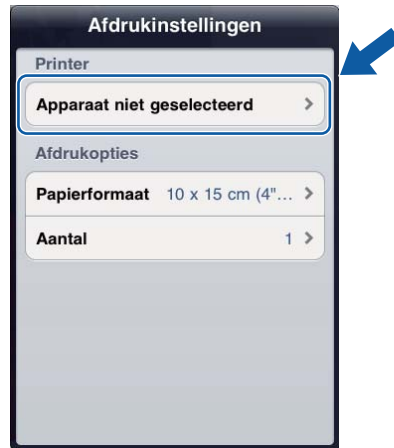 Afdrukinstellingen
Printer
Apparaat niet geselecteerd
Afdrukopties
Papierformaat 10 x 15 cm (4"...
Aantal 1